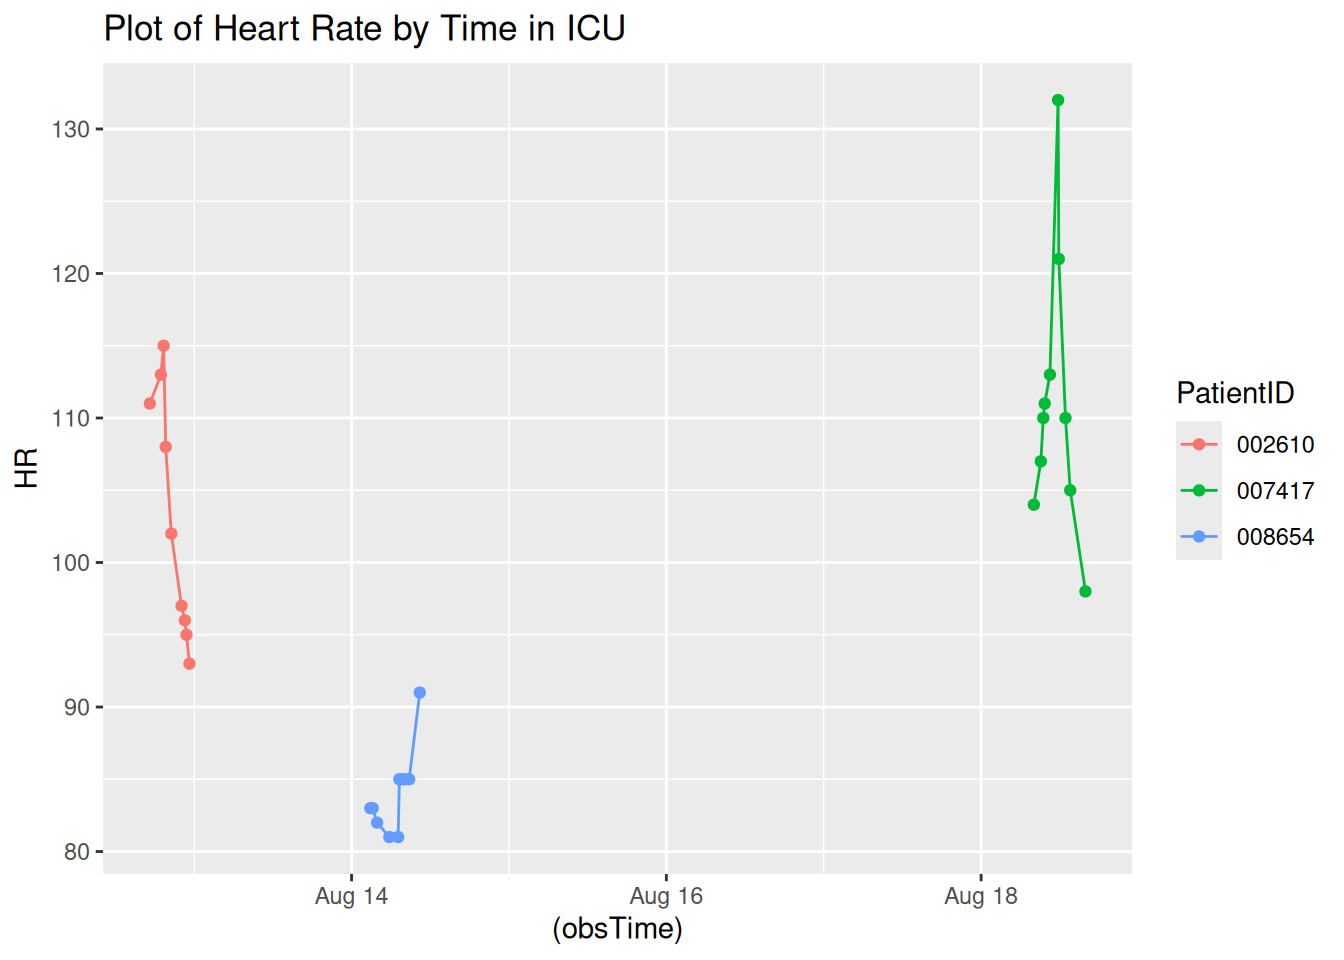 Plot of Heart Rate by Time in ICU
130
120
110
100
90
80
HR
Aug 14
Aug 16
Aug 18
(obsTime)
PatientID
002610
007417
008654